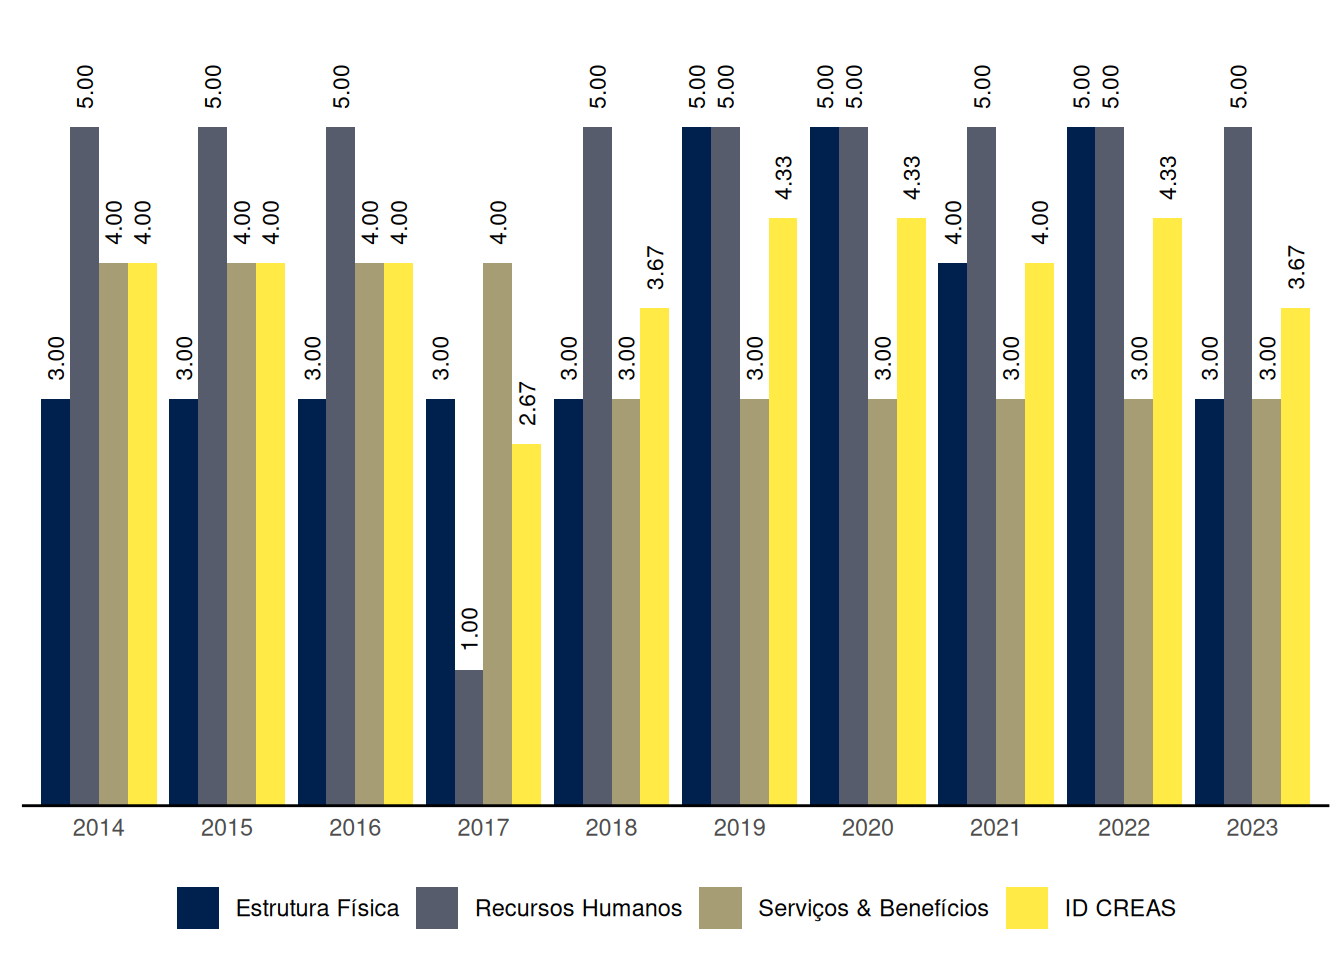 5.00 5.00 5.00 5.00 5.00 5.00 5.00 5.00 5.00 5.00 5.00 5.00
4.33 4.33 4.33
4.00 4.00 4.00 4.00 4.00 4.00 4.00 4.00 4.00
3.67 3.67
3.00 3.00 3.00 3.00 3.00 3.00 3.00 3.00 3.00 3.00 3.00 3.00
2.67
1.00
2014 2015 2016 2017 2018 2019 2020 2021 2022 2023
Estrutura Física Recursos Humanos Serviços & Benefícios ID CREAS